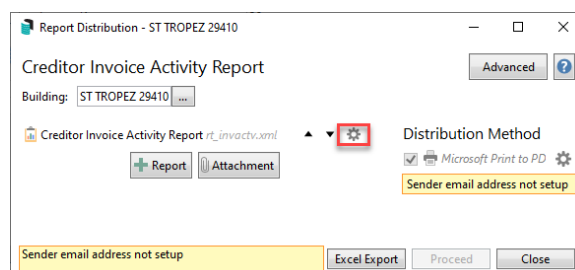 Report Distribution - ST TROPEZ 29410
Creditor Invoice Activity Report
Advanced
?
Building: ST TROPEZ 29410 ...
Creditor Invoice Activity Report rt_invactv.xml
Distribution Method
Report
Attachment
Microsoft Print to PD
Sender email address not setup
Sender email address not setup
Excel Export
Proceed
Close